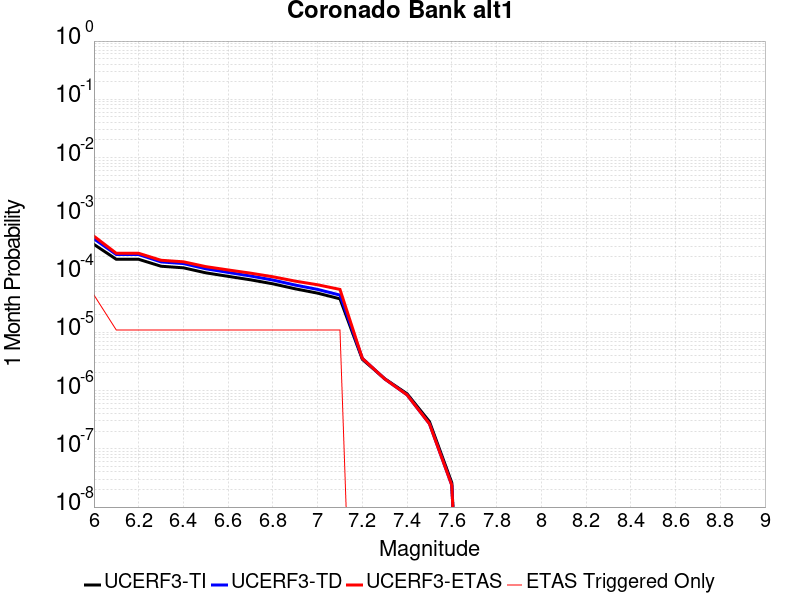 Coronado Bank alt1
10^0
10^-1
10^-2
10^-3
10^-4
10^-5
10^-6
10^-7
10^-8
1 Month Probability
6 6.2 6.4 6.6 6.8 7 7.2 7.4 7.6 7.8 8 8.2 8.4 8.6 8.8 9
Magnitude
UCERF3-TI UCERF3-TD UCERF3-ETAS ETAS Triggered Only